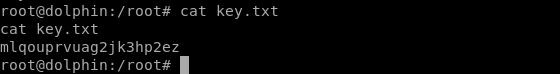 root@dolphin:/root# cat key.txt
cat key.txt
mlqouprvuag2jk3hp2ez
root@dolphin:/root#